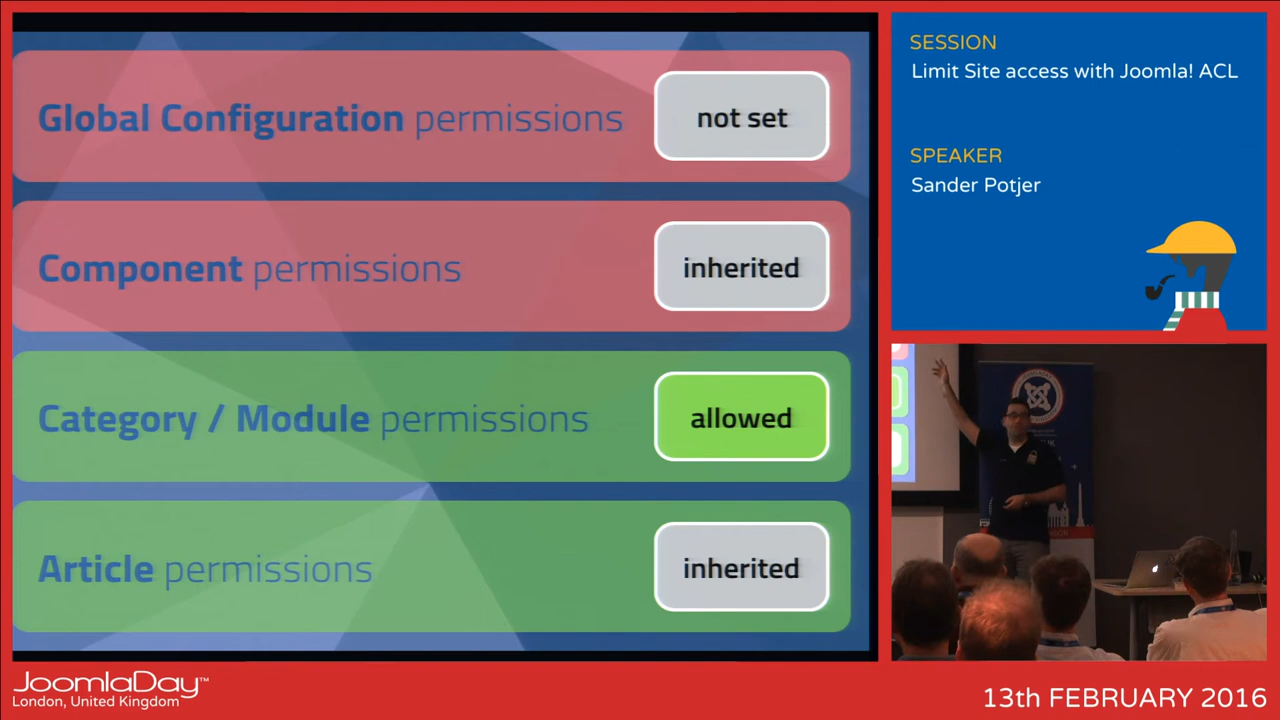 Global Configuration permissions
not set
Component permissions
inherited
Category / Module permissions
allowed
Article permissions
inherited
SESSION
Limit Site access with Joomla! ACL
SPEAKER
Sander Potjer
JoomlaDay™
London, United Kingdom
13th FEBRUARY 2016